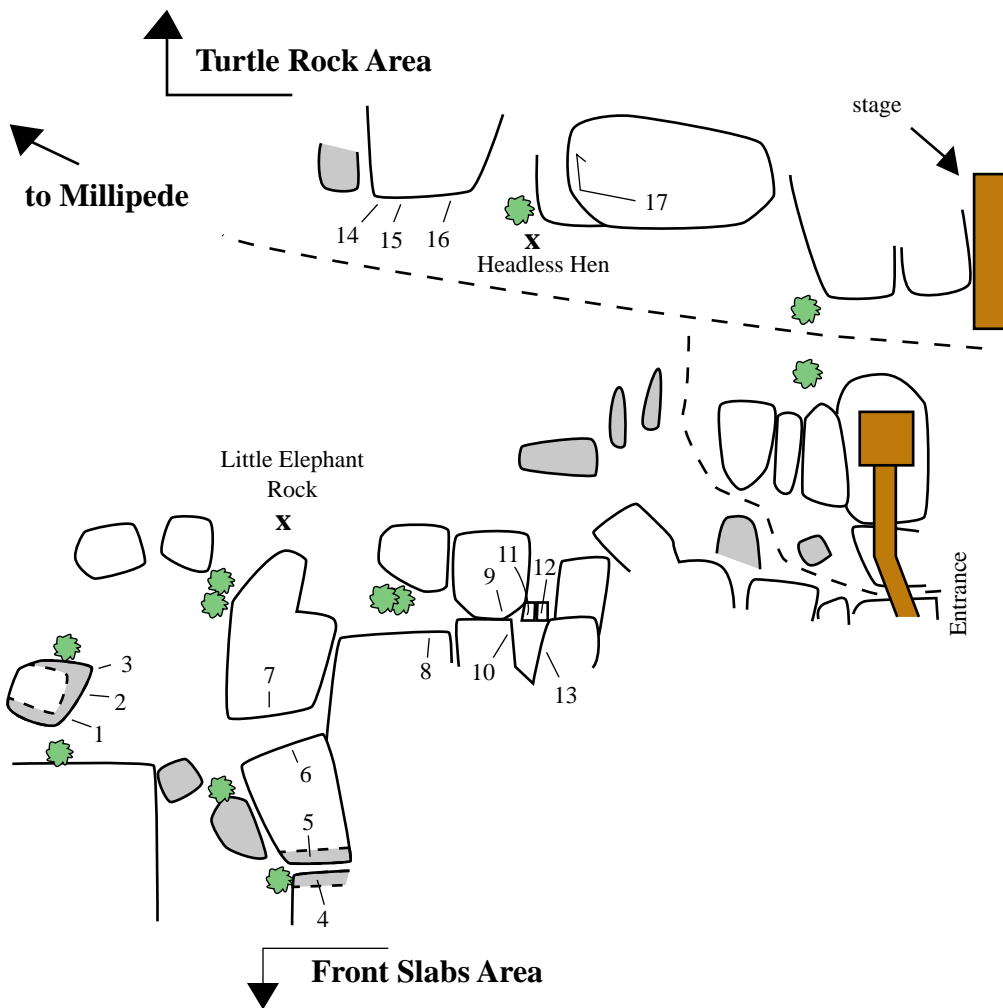 Turtle Rock Area
stage
to Millipede
17
14
15
16
x
Headless Hen
Little Elephant
Rock
x
11
12
9
Entrance
8
10
13
3
2
1
7
6
5
4
Front Slabs Area